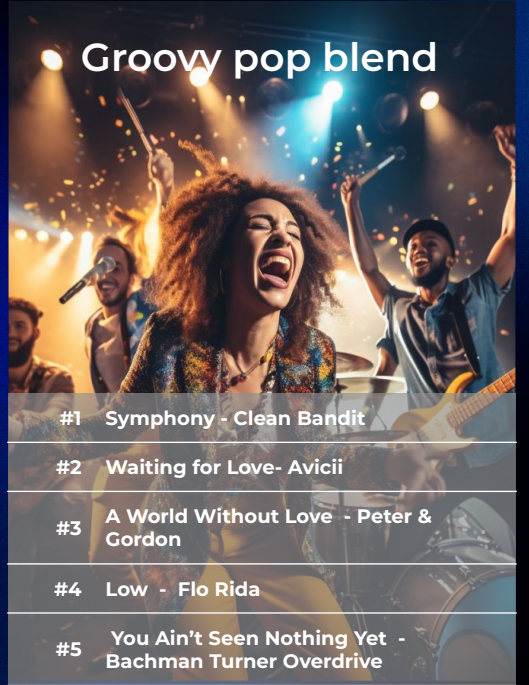 Groovy pop blend
#1 Symphony - Clean Bandit
#2 Waiting for Love- Avicii
#3 A World Without Love - Peter &
Gordon
#4 Low - Flo Rida
#5 You Ain’t Seen Nothing Yet -
Bachman Turner Overdrive